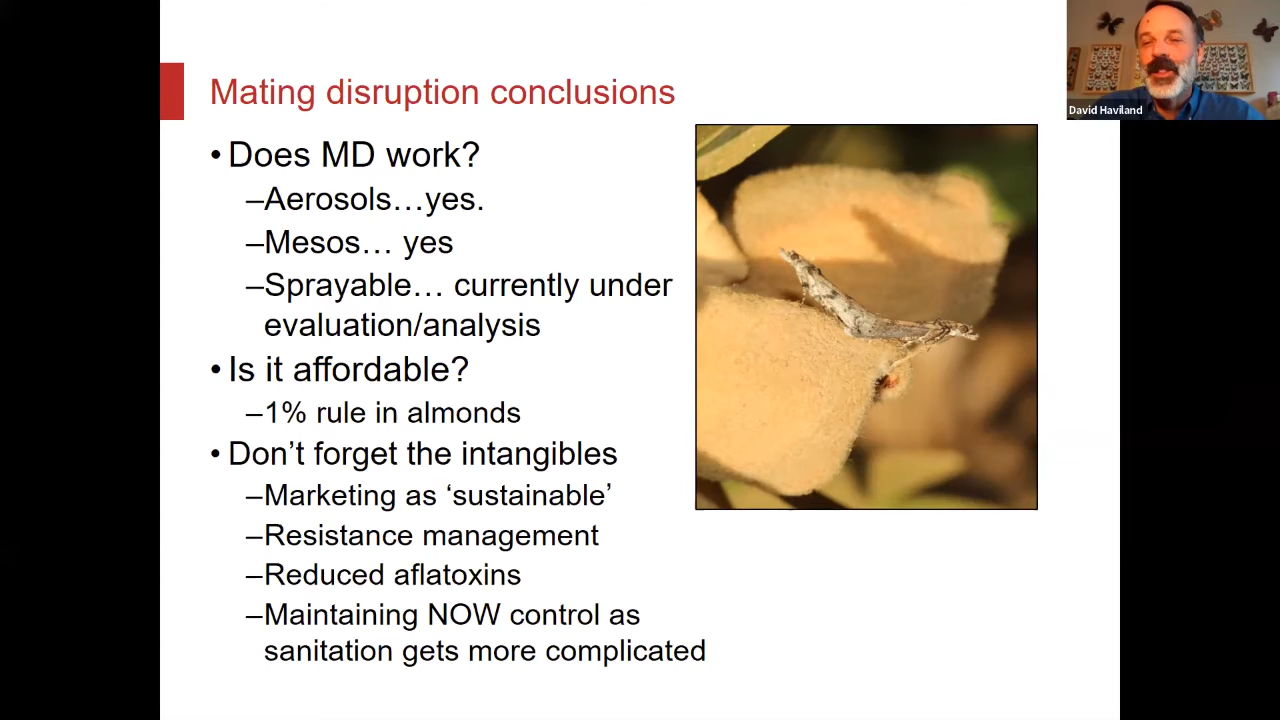 Mating disruption conclusions
• Does MD work?
–Aerosols…yes.
–Mesos… yes
–Sprayable… currently under
evaluation/analysis
• Is it affordable?
–1% rule in almonds
• Don’t forget the intangibles
–Marketing as ‘sustainable’
–Resistance management
–Reduced aflatoxins
–Maintaining NOW control as
sanitation gets more complicated
David Haviland